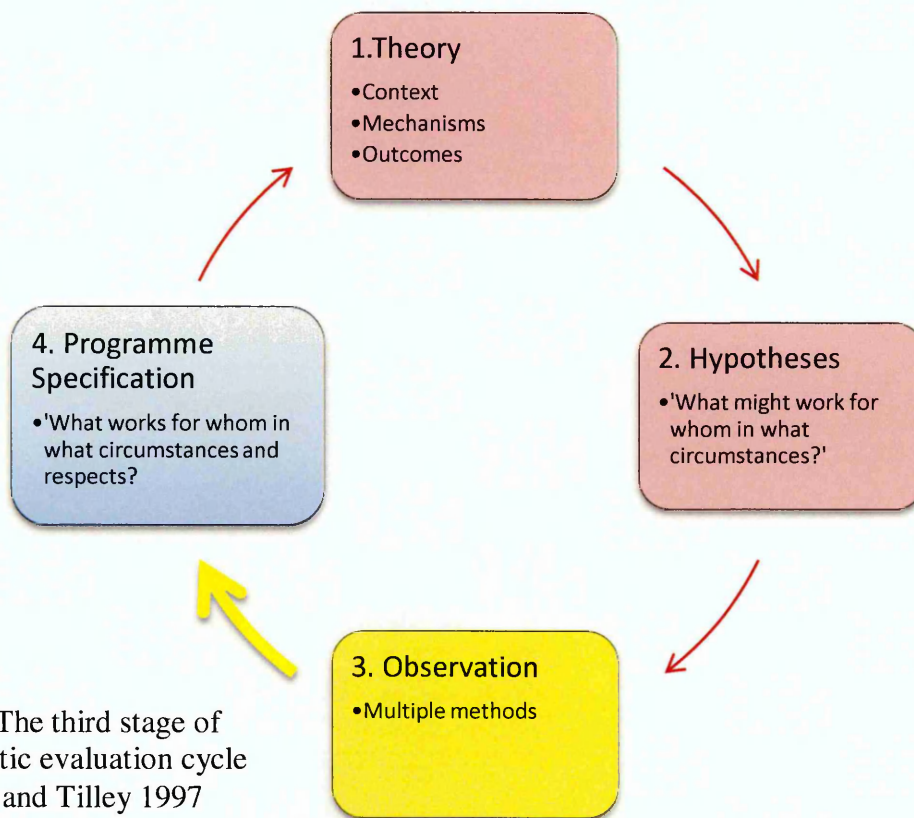 1.Theory
•Context
•Mechanisms
•Outcomes
2. Hypotheses
•'What might work for
whom in what
circumstances?'
3. Observation
•Multiple methods
4. Programme
Specification
•'What works for whom in
what circumstances and
respects?
The third stage of
tic evaluation cycle
and Tilley 1997